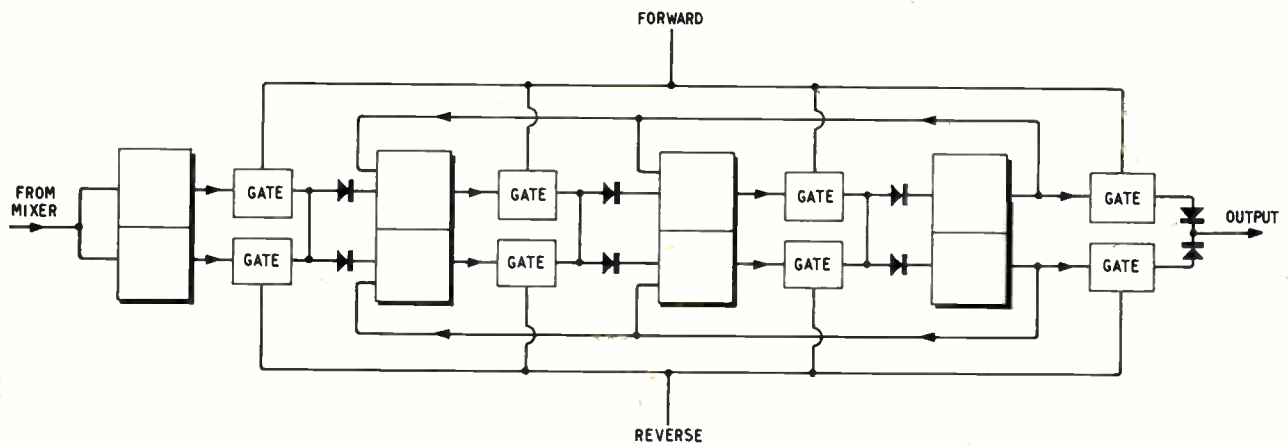 FORWARD
FROM
MIXER
GATE
GATE
GATE
GATE
GATE
GATE
GATE
GATE
OUTPUT
REVERSE